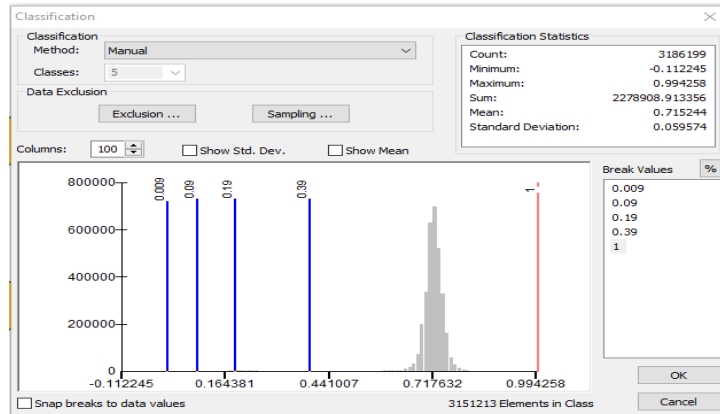 Classification
Classification
Method: Manual
Classes: 5
Data Exclusion
Exclusion ... Sampling ...
Classification Statistics
Count: 3186199
Minimum: -0.112245
Maximum: 0.994258
Sum: 2278908.913356
Mean: 0.715244
Standard Deviation: 0.059574
Columns: 100 Show Std. Dev. Show Mean
Break Values %
0.009
0.09
0.19
0.39
1
800000
600000
400000
200000
0
0.009 0.09 0.19 0.39 1
-0.112245 0.164381 0.441007 0.717632 0.994258
OK
Cancel
Snap breaks to data values 3151213 Elements in Class